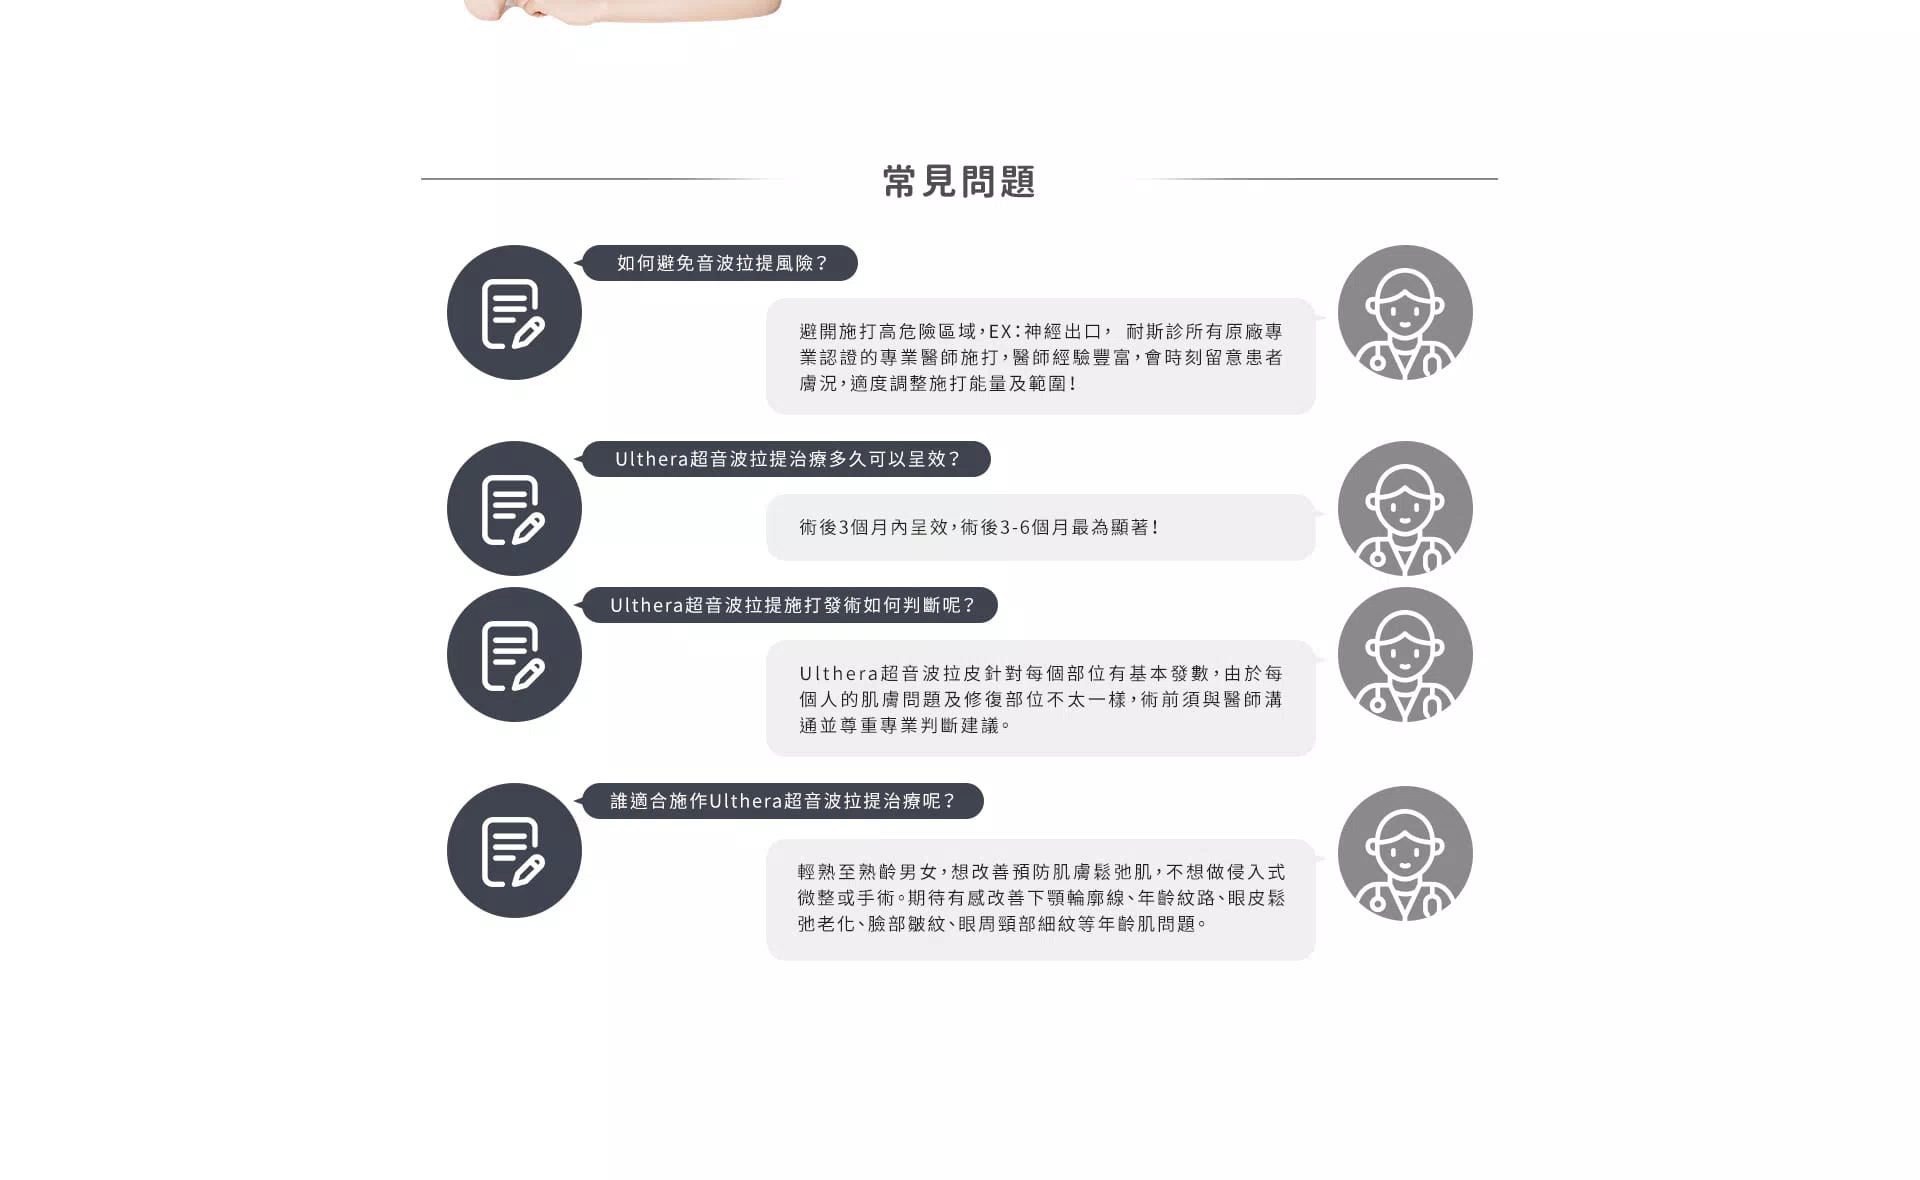 常見問題
如何避免音波拉提風險？
避開施打高危險區域，EX：神經出口， 耐斯診所有原廠專
業認證的專業醫師施打，醫師經驗豐富，會時刻留意患者
膚況，適度調整施打能量及範圍！
Ulthera超音波拉提治療多久可以呈效？
術後3個月內呈效，術後3-6個月最為顯著！
Ulthera超音波拉提施打發術如何判斷呢？
Ulthera超音波拉皮針對每個部位有基本發數，由於每
個人的肌膚問題及修復部位不太一樣，術前須與醫師溝
通並尊重專業判斷建議。
誰適合施作Ulthera超音波拉提治療呢？
輕熟至熟齡男女，想改善預防肌膚鬆弛肌，不想做侵入式
微整或手術。期待有感改善下顎輪廓線、年齡紋路、眼皮鬆
弛老化、臉部皺紋、眼周頸部細紋等年齡肌問題。